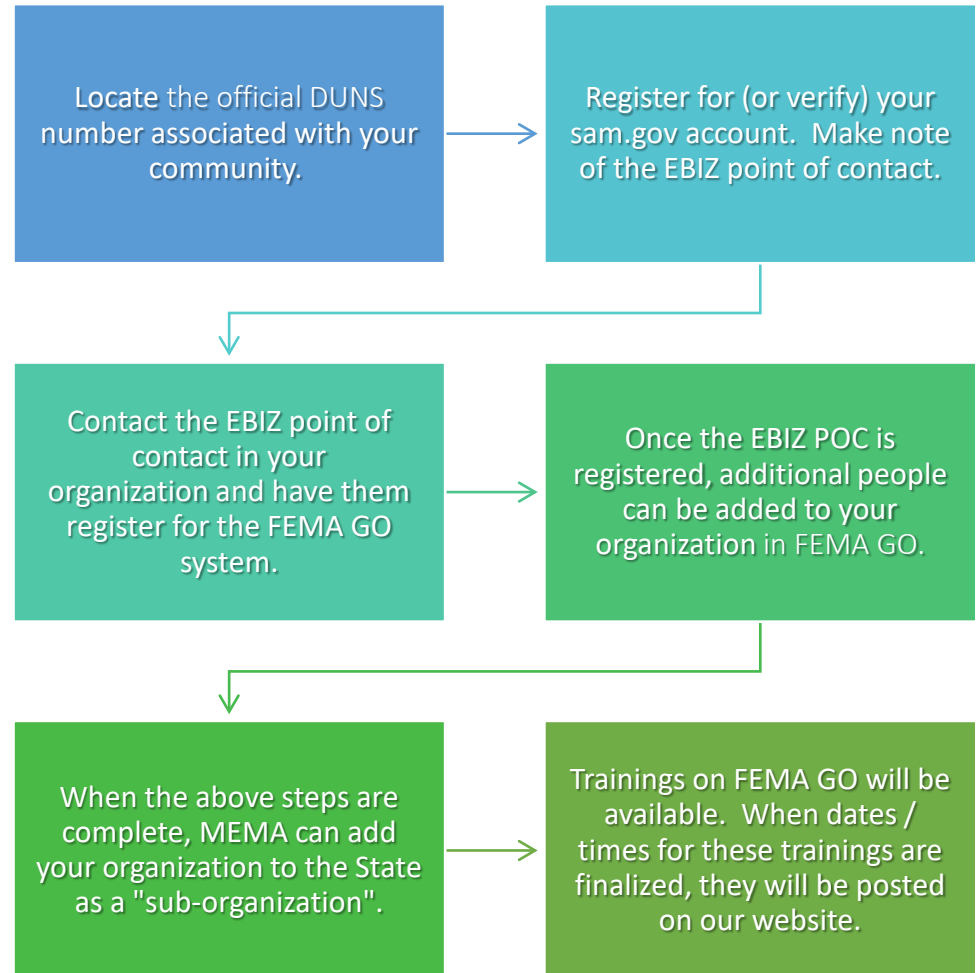 Locate the official DUNS
number associated with your
community.
Register for (or verify) your
sam.gov account.  Make note
of the EBIZ point of contact.
Contact the EBIZ point of
contact in your
organization and have them
register for the FEMA GO
system.
Once the EBIZ POC is
registered, additional people
can be added to your
organization in FEMA GO.
When the above steps are
complete, MEMA can add
your organization to the State
as a "sub-organization".
Trainings on FEMA GO will be
available.  When dates /
times for these trainings are
finalized, they will be posted
on our website.